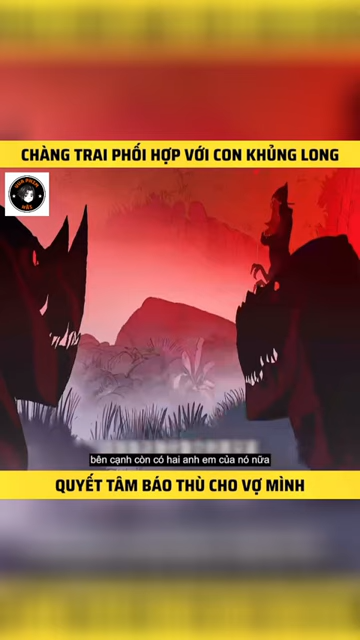 CHÀNG TRAI PHỐI HỢP VỚI CON KHỦNG LONG
bên cạnh còn có hai anh em của nó nữa
QUYẾT TÂM BÁO THÙ CHO VỢ MÌNH